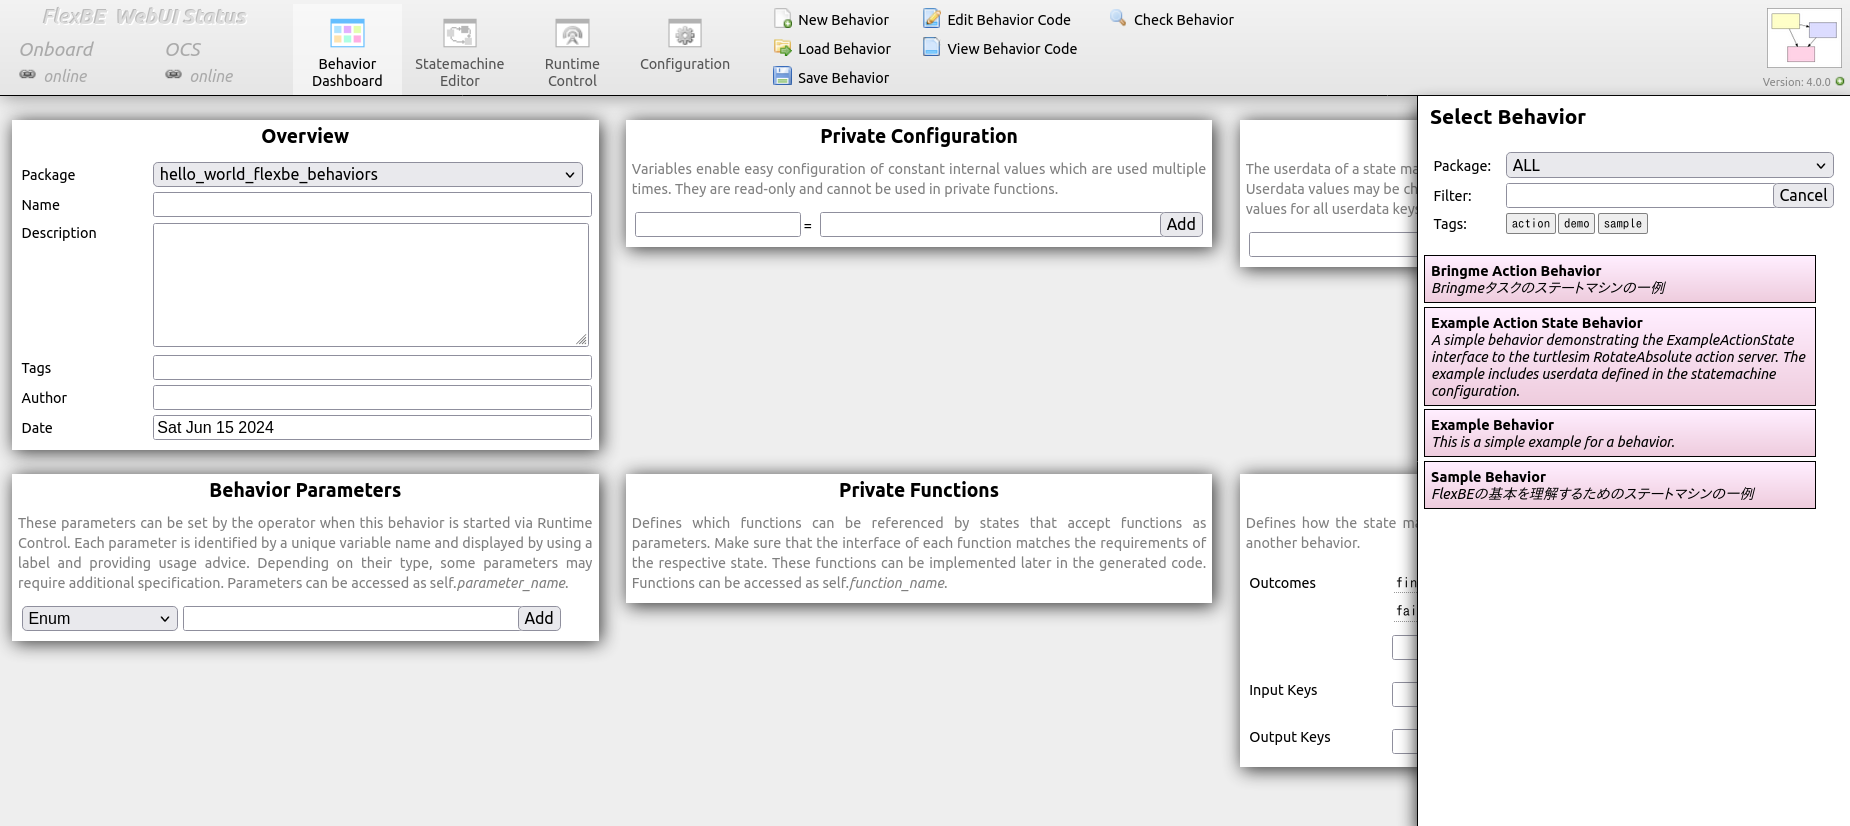 FlexBE WebUI Status
Onboard
OCS
online
online
Behavior
Dashboard
Statemachine
Editor
Runtime
Control
Configuration
New Behavior
Load Behavior
Save Behavior
Edit Behavior Code
View Behavior Code
Check Behavior
Version: 4.0.0
Overview
Package
hello_world_flexbe_behaviors
Name
Description
Tags
Author
Date
Sat Jun 15 2024
Private Configuration
Variables enable easy configuration of constant internal values which are used multiple
times. They are read-only and cannot be used in private functions.
=
Add
The userdata of a state ma
Userdata values may be ch
values for all userdata keys
Behavior Parameters
These parameters can be set by the operator when this behavior is started via Runtime
Control. Each parameter is identified by a unique variable name and displayed by using a
label and providing usage advice. Depending on their type, some parameters may
require additional specification. Parameters can be accessed as self.parameter_name.
Enum
Add
Private Functions
Defines which functions can be referenced by states that accept functions as
parameters. Make sure that the interface of each function matches the requirements of
the respective state. These functions can be implemented later in the generated code.
Functions can be accessed as self.function_name.
Defines how the state ma
another behavior.
Outcomes
fin
fai
Input Keys
Output Keys
Select Behavior
Package:
ALL
Filter:
Cancel
Tags:
action demo sample
Bringme Action Behavior
Bringmeタスクのステートマシンの一例
Example Action State Behavior
A simple behavior demonstrating the ExampleActionState
interface to the turtlesim RotateAbsolute action server. The
example includes userdata defined in the statemachine
configuration.
Example Behavior
This is a simple example for a behavior.
Sample Behavior
FlexBEの基本を理解するためのステートマシンの一例